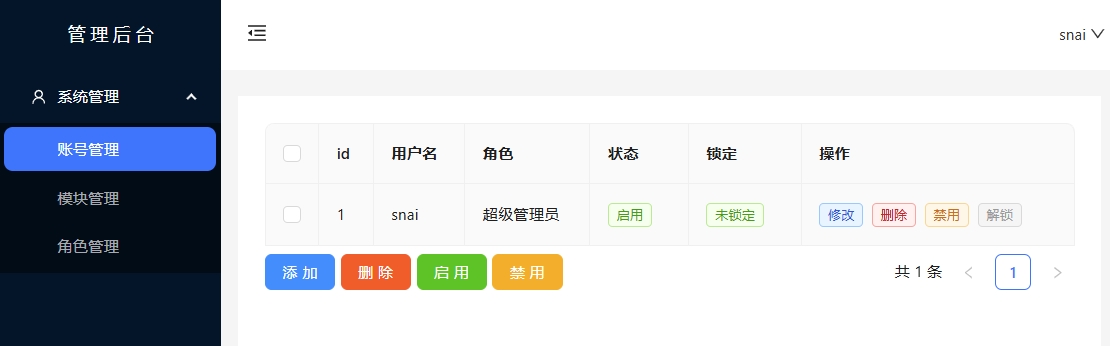 管理后台
snai
系统管理
账号管理
模块管理
角色管理
id 用户名 角色 状态 锁定 操作
1 snai 超级管理员 启用 未锁定 修改 删除 禁用 解锁
添加 删除 启用 禁用 共 1 条 1